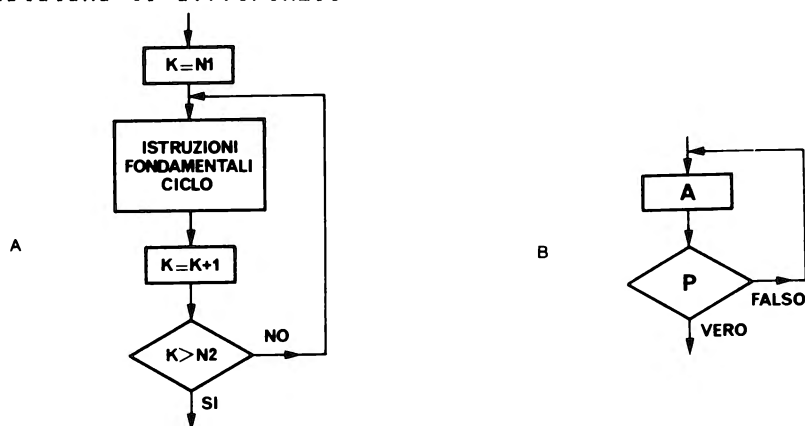 K=N1
ISTRUZIONI
FONDAMENTALI
CICLO
A
K=K+1
K>N2
NO
SI
B
A
P
FALSO
VERO